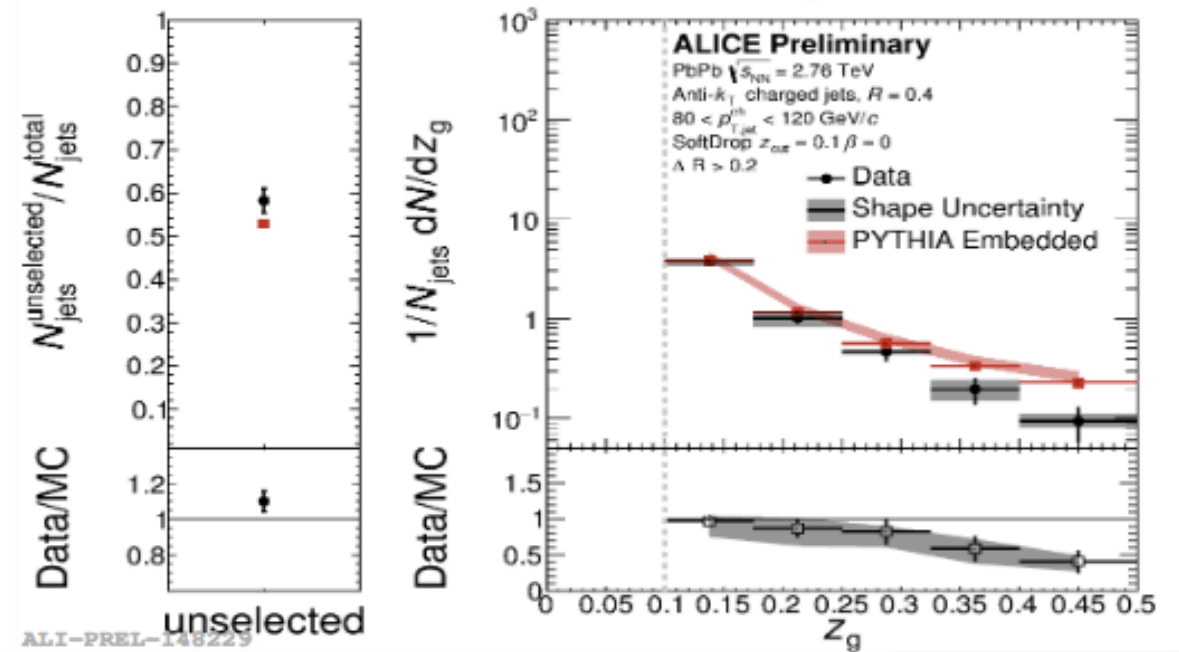 N_jets^unselected / N_jets^total
1
0.9
0.8
0.7
0.6
0.5
0.4
0.3
0.2
0.1
Data/MC
1.2
1
0.8
unselected
ALI-PREL-148229
1/N_jets dN/dz_g
10³
10²
10
1
10⁻¹
ALICE Preliminary
PbPb √s_NN = 2.76 TeV
Anti-k_T charged jets, R = 0.4
80 < p_T,jet^ch < 120 GeV/c
SoftDrop z_cut = 0.1 β = 0
Δ R > 0.2
Data
Shape Uncertainty
PYTHIA Embedded
Data/MC
1.5
1
0.5
0
0 0.05 0.1 0.15 0.2 0.25 0.3 0.35 0.4 0.45 0.5
z_g